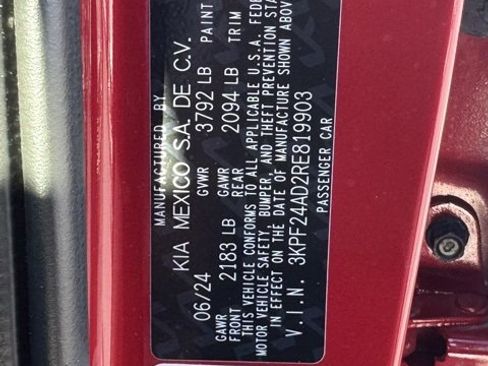 MANUFACTURED BY
KIA MEXICO S.A. DE C.V.
06/24 GVWR 3792 LB PAINT
GAWR FRONT 2183 LB GAWR REAR 2094 LB TRIM
THIS VEHICLE CONFORMS TO ALL APPLICABLE U.S.A. FEDE
MOTOR VEHICLE SAFETY, BUMPER, AND THEFT PREVENTION STA
IN EFFECT ON THE DATE OF MANUFACTURE SHOWN ABOVE
V.I.N. 3KPF24AD2RE819903
PASSENGER CAR